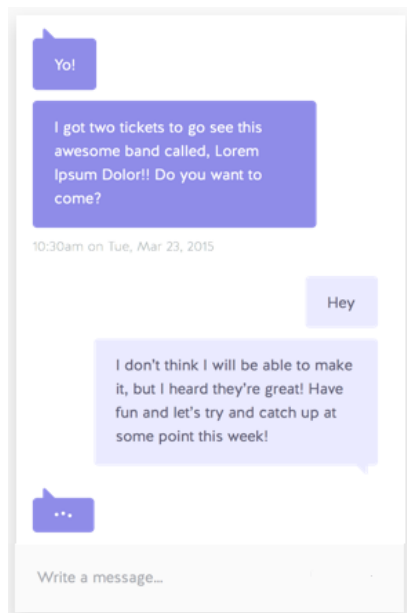 Yo!
I got two tickets to go see this
awesome band called, Lorem
Ipsum Dolor!! Do you want to
come?
10:30am on Tue, Mar 23, 2015
Hey
I don't think I will be able to make
it, but I heard they're great! Have
fun and let's try and catch up at
some point this week!
...
Write a message...